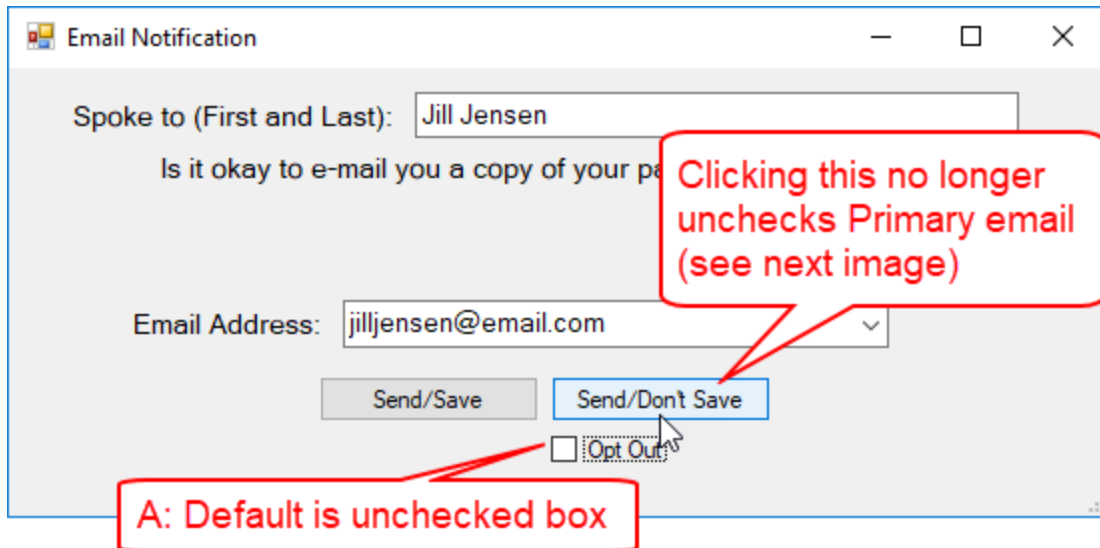 Email Notification
Spoke to (First and Last): Jill Jensen
Is it okay to e-mail you a copy of your
Clicking this no longer
unchecks Primary email
(see next image)
Email Address: jilljensen@email.com
Send/Save Send/Don't Save
Opt Out
A: Default is unchecked box